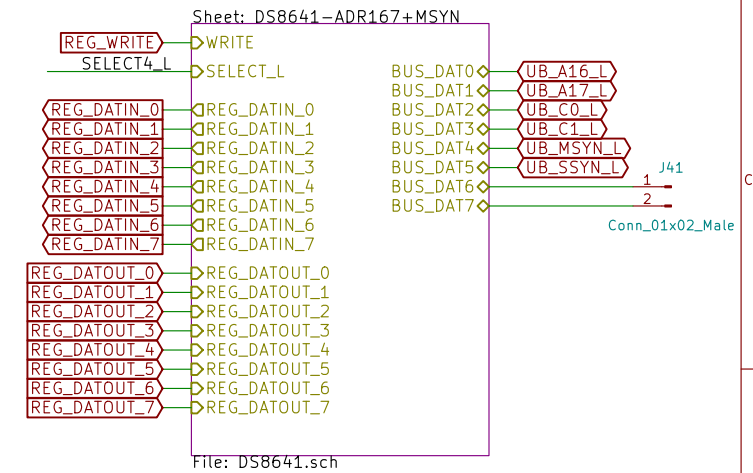 Sheet: DS8641-ADR167+MSYN
REG_WRITE WRITE
SELECT4_L SELECT_L BUS_DAT0 UB_A16_L
BUS_DAT1 UB_A17_L
REG_DATIN_0 REG_DATIN_0 BUS_DAT2 UB_C0_L
REG_DATIN_1 REG_DATIN_1 BUS_DAT3 UB_C1_L
REG_DATIN_2 REG_DATIN_2 BUS_DAT4 UB_MSYN_L
REG_DATIN_3 REG_DATIN_3 BUS_DAT5 UB_SSYN_L J41
REG_DATIN_4 REG_DATIN_4 BUS_DAT6 1 C
REG_DATIN_5 REG_DATIN_5 BUS_DAT7 2
REG_DATIN_6 REG_DATIN_6 Conn_01x02_Male
REG_DATIN_7 REG_DATIN_7
REG_DATOUT_0 REG_DATOUT_0
REG_DATOUT_1 REG_DATOUT_1
REG_DATOUT_2 REG_DATOUT_2
REG_DATOUT_3 REG_DATOUT_3
REG_DATOUT_4 REG_DATOUT_4
REG_DATOUT_5 REG_DATOUT_5
REG_DATOUT_6 REG_DATOUT_6
REG_DATOUT_7 REG_DATOUT_7
File: DS8641.sch